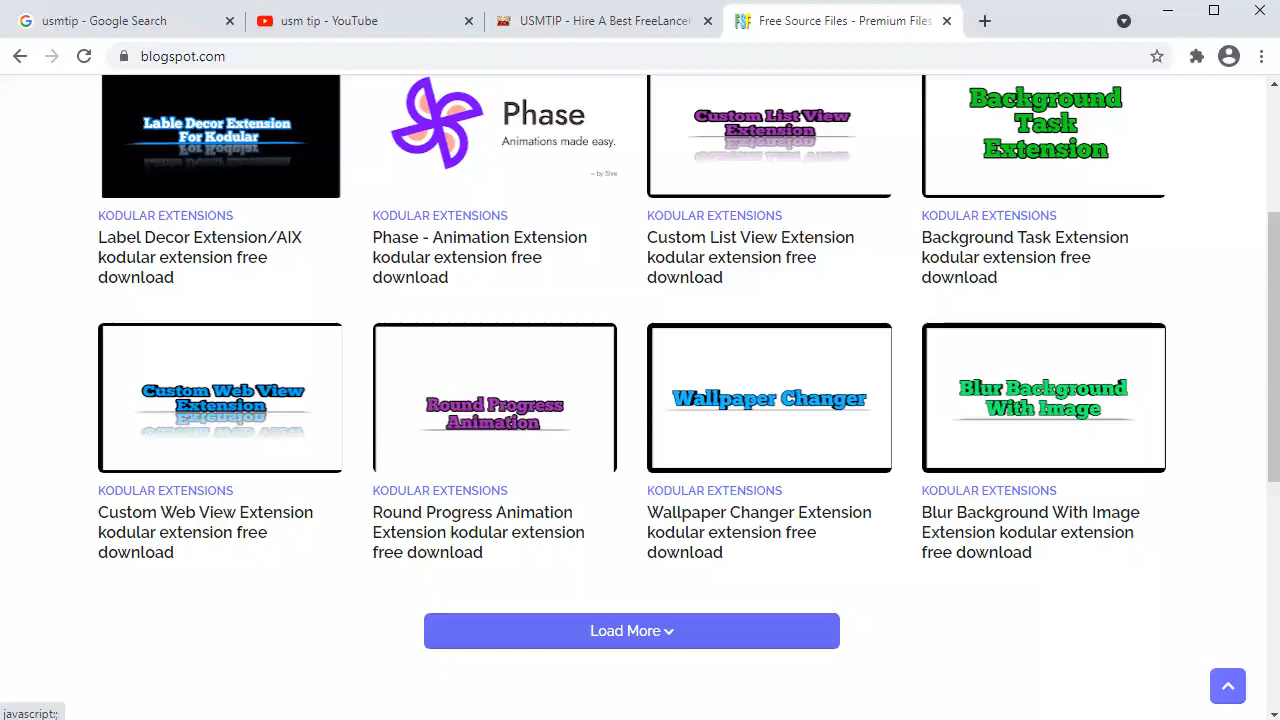 usmtip - Google Search
usm tip - YouTube
USMTIP - Hire A Best FreeLancer
Free Source Files - Premium Files
blogspot.com
Lable Decor Extension
For Kodular
Phase
Animations made easy.
~ by Shre
Custom List View
Extension
Background
Task
Extension
KODULAR EXTENSIONS
Label Decor Extension/AIX
kodular extension free
download
KODULAR EXTENSIONS
Phase - Animation Extension
kodular extension free
download
KODULAR EXTENSIONS
Custom List View Extension
kodular extension free
download
KODULAR EXTENSIONS
Background Task Extension
kodular extension free
download
Custom Web View
Extension
Round Progress
Animation
Wallpaper Changer
Blur Background
With Image
KODULAR EXTENSIONS
Custom Web View Extension
kodular extension free
download
KODULAR EXTENSIONS
Round Progress Animation
Extension kodular extension
free download
KODULAR EXTENSIONS
Wallpaper Changer Extension
kodular extension free
download
KODULAR EXTENSIONS
Blur Background With Image
Extension kodular extension
free download
Load More
javascript:;